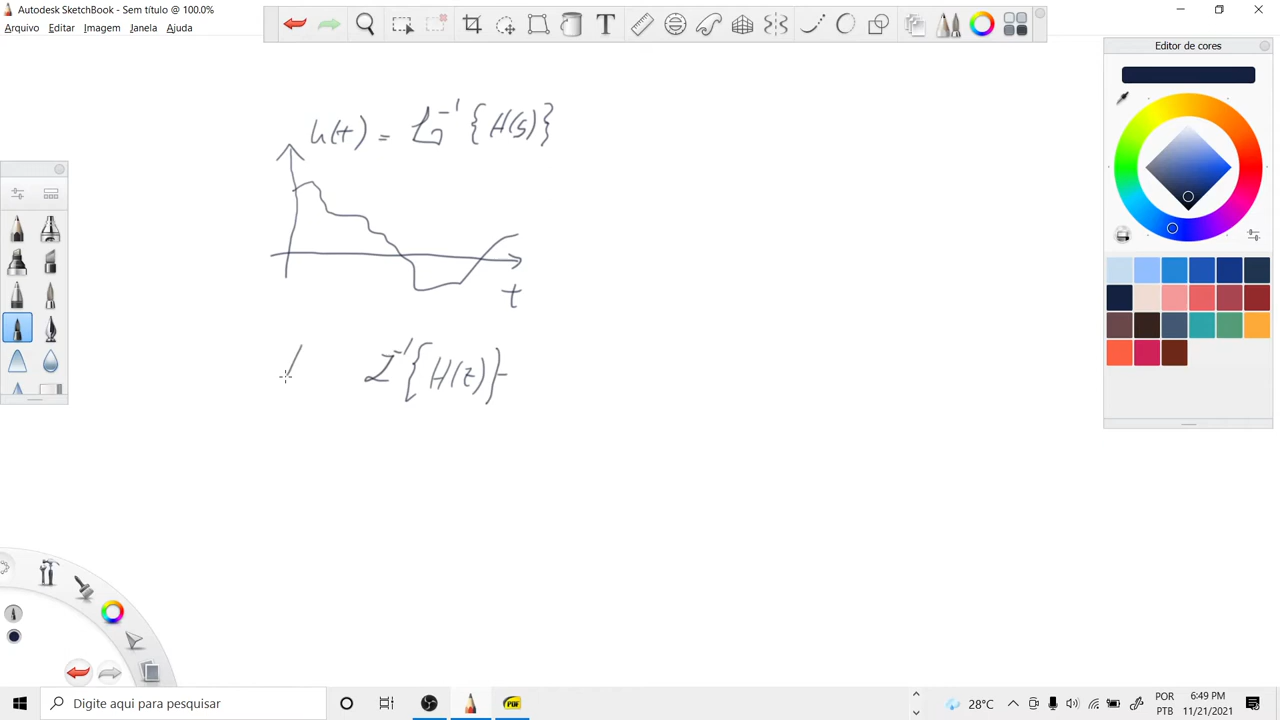 Autodesk SketchBook - Sem título @ 100.0%
Arquivo Editar Imagem Janela Ajuda
Editor de cores
h(t) = L⁻¹{H(s)}
t
Z⁻¹{H(z)}
Digite aqui para pesquisar
28°C
POR
PTB
6:49 PM
11/21/2021